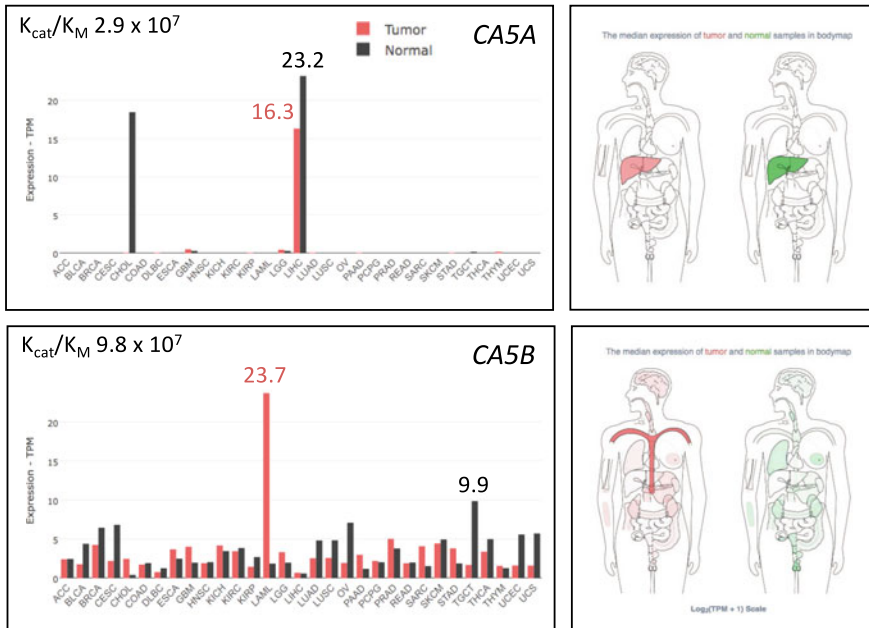 K_cat/K_M 2.9 x 10^7
CA5A
Tumor
Normal
23.2
16.3
Expression - TPM
20
15
10
5
0
ACC BLCA BRCA CESC CHOL COAD DLBC ESCA GBM HNSC KICH KIRC KIRP LAML LGG LIHC LUAD LUSC OV PAAD PCPG PRAD READ SARC SKCM STAD TGCT THCA THYM UCEC UCS
The median expression of tumor and normal samples in bodymap
K_cat/K_M 9.8 x 10^7
CA5B
23.7
9.9
Expression - TPM
20
15
10
5
0
ACC BLCA BRCA CESC CHOL COAD DLBC ESCA GBM HNSC KICH KIRC KIRP LAML LGG LIHC LUAD LUSC OV PAAD PCPG PRAD READ SARC SKCM STAD TGCT THCA THYM UCEC UCS
The median expression of tumor and normal samples in bodymap
Log₂(TPM + 1) Scale